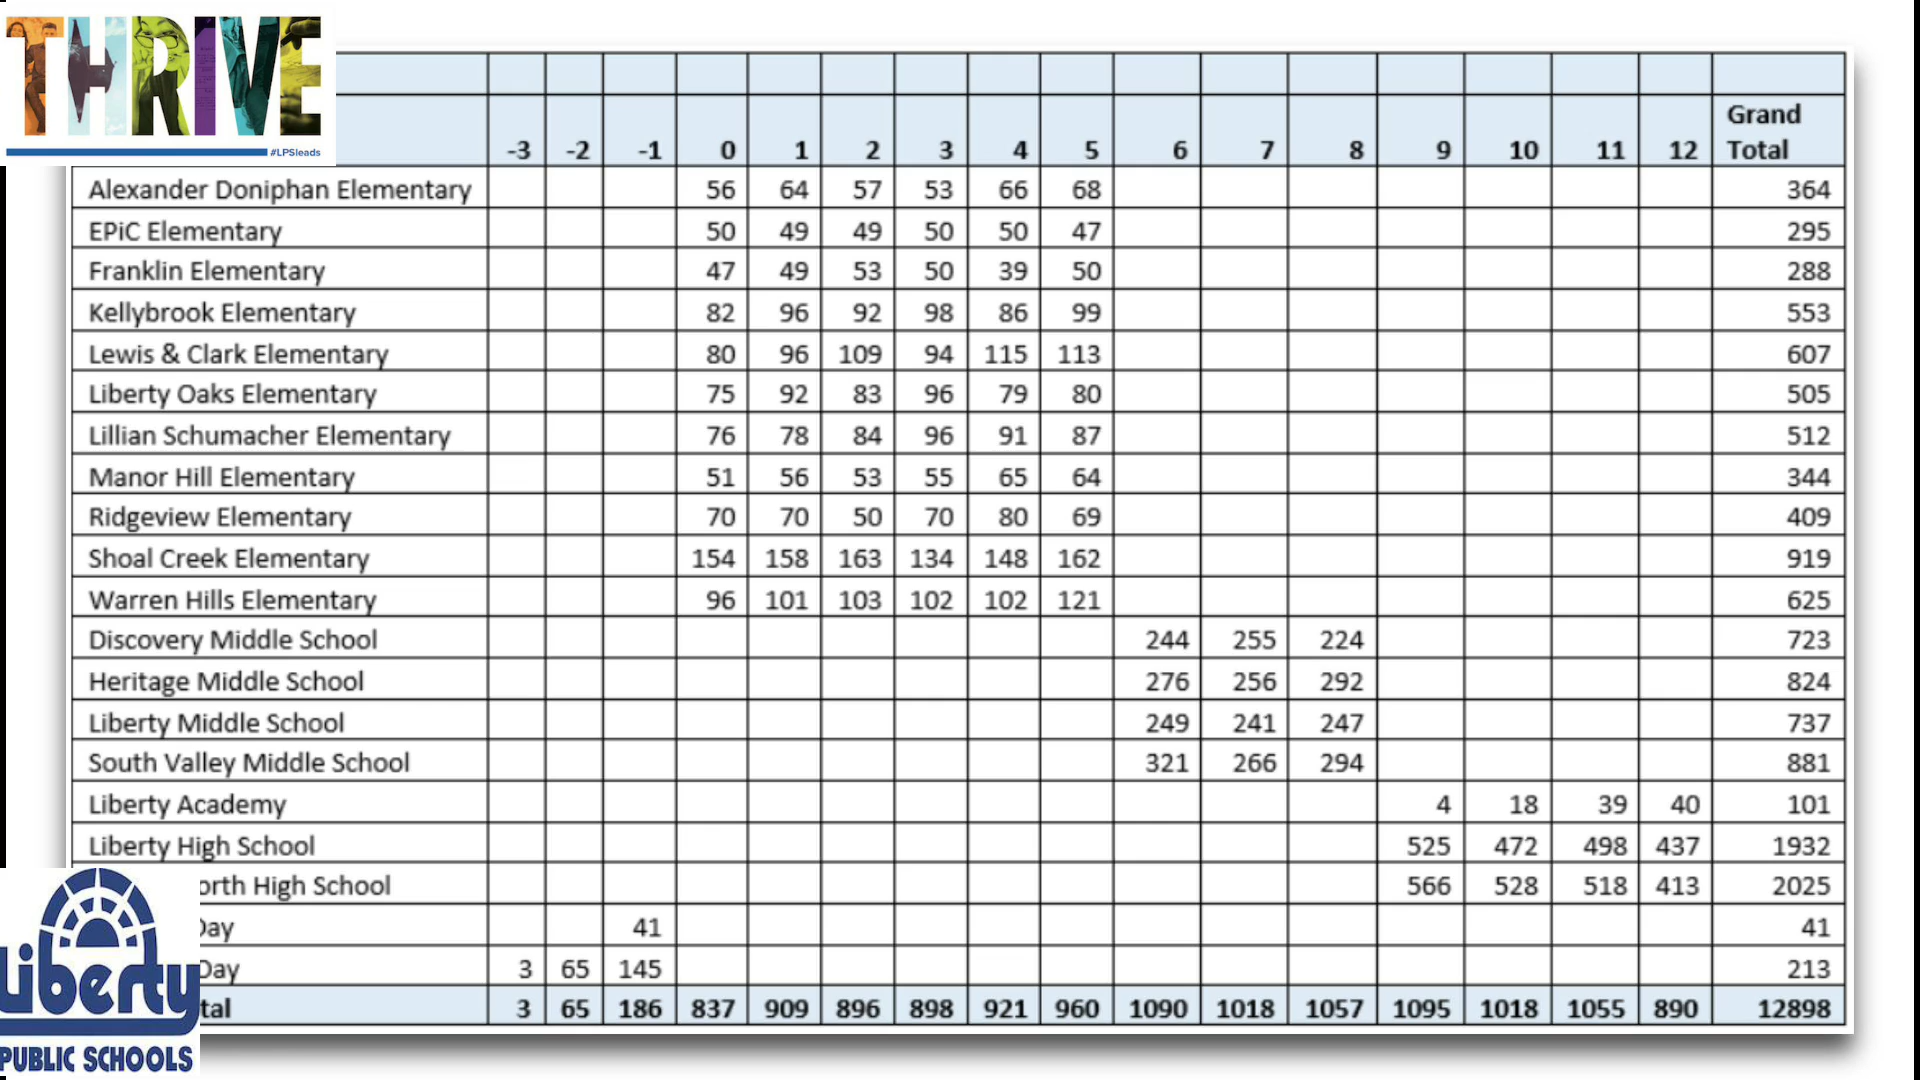 THRIVE
#LPSleads
Grand
-3 -2 -1 0 1 2 3 4 5 6 7 8 9 10 11 12 Total
Alexander Doniphan Elementary 56 64 57 53 66 68 364
EPiC Elementary 50 49 49 50 50 47 295
Franklin Elementary 47 49 53 50 39 50 288
Kellybrook Elementary 82 96 92 98 86 99 553
Lewis & Clark Elementary 80 96 109 94 115 113 607
Liberty Oaks Elementary 75 92 83 96 79 80 505
Lillian Schumacher Elementary 76 78 84 96 91 87 512
Manor Hill Elementary 51 56 53 55 65 64 344
Ridgeview Elementary 70 70 50 70 80 69 409
Shoal Creek Elementary 154 158 163 134 148 162 919
Warren Hills Elementary 96 101 103 102 102 121 625
Discovery Middle School 244 255 224 723
Heritage Middle School 276 256 292 824
Liberty Middle School 249 241 247 737
South Valley Middle School 321 266 294 881
Liberty Academy 4 18 39 40 101
Liberty High School 525 472 498 437 1932
orth High School 566 528 518 413 2025
Day 41 41
Day 3 65 145 213
tal 3 65 186 837 909 896 898 921 960 1090 1018 1057 1095 1018 1055 890 12898
Liberty
PUBLIC SCHOOLS